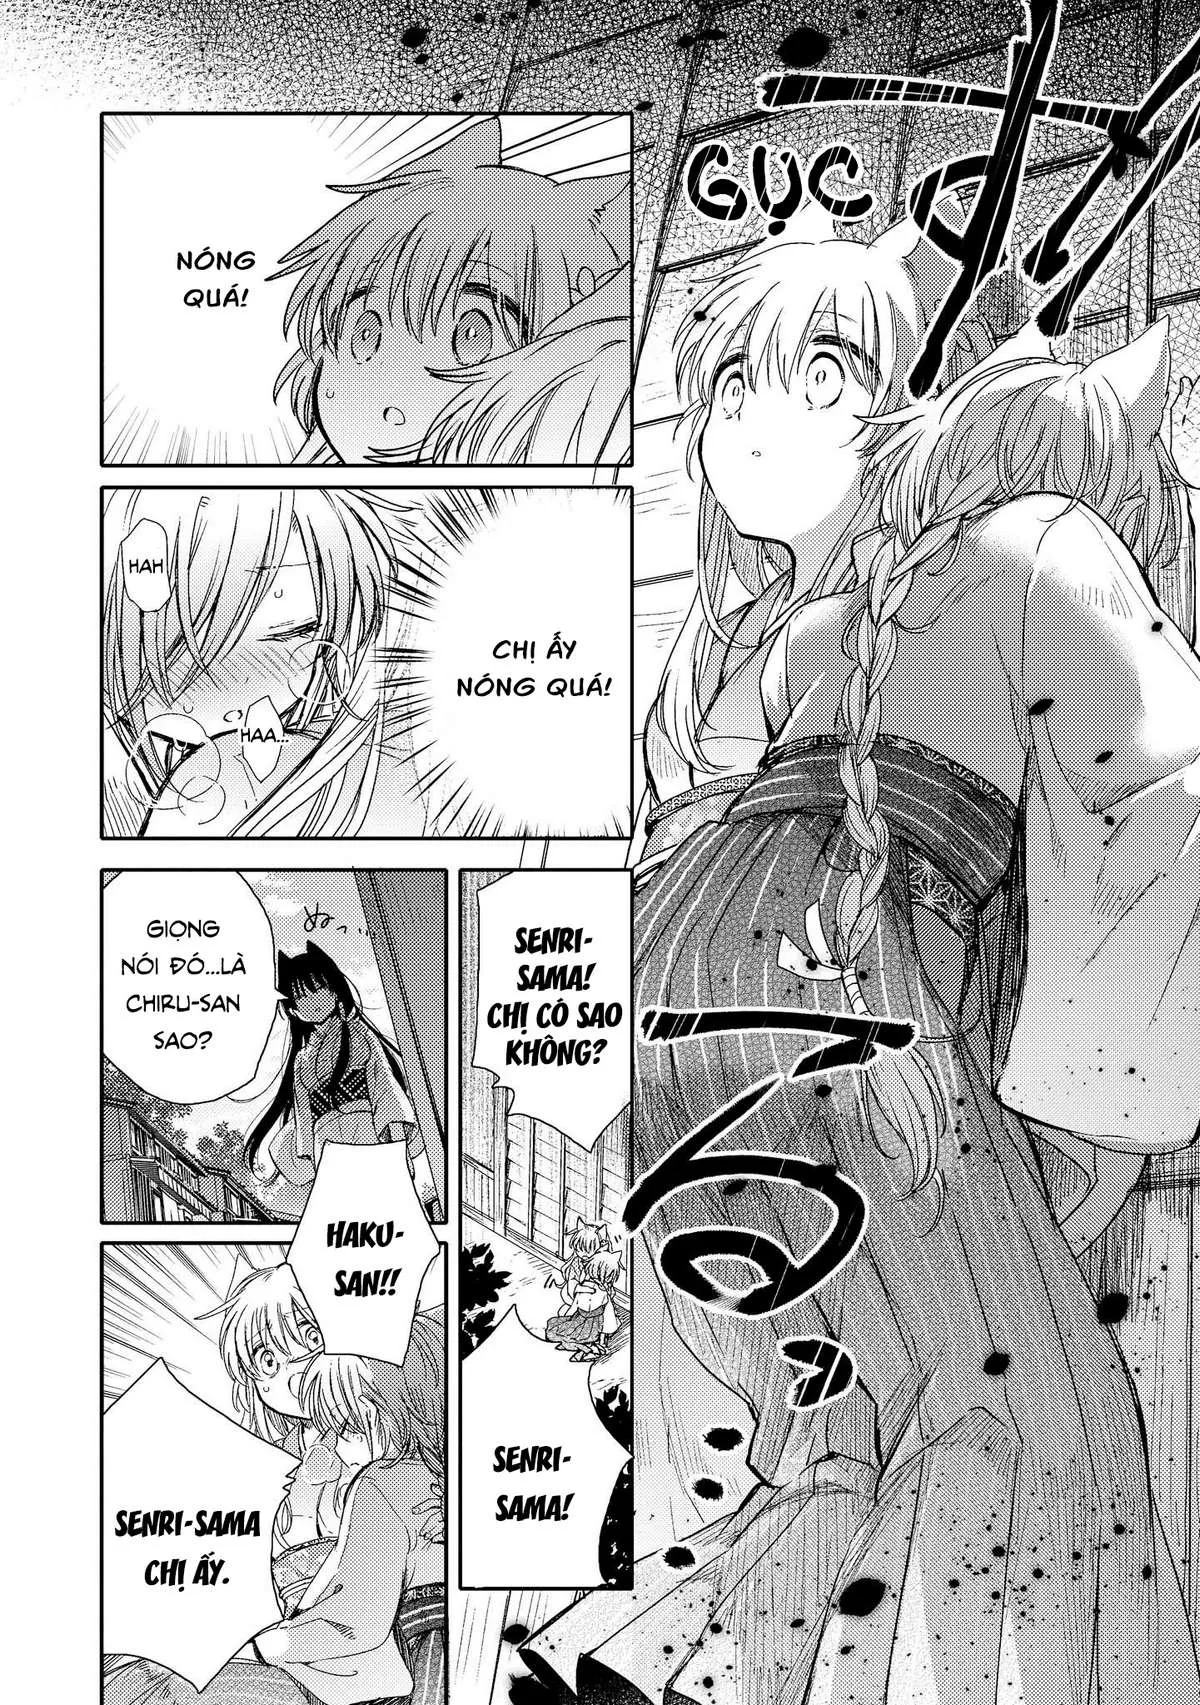 GỤC
NÓNG
QUÁ!
HAH
HAA...
CHỊ ẤY
NÓNG QUÁ!
SENRI-
SAMA!
CHỊ CÓ SAO
KHÔNG?
SENRI-
SAMA!
GIỌNG
NÓI ĐÓ...LÀ
CHIRU-SAN
SAO?
HAKU-
SAN!!
SENRI-SAMA
CHỊ ẤY.